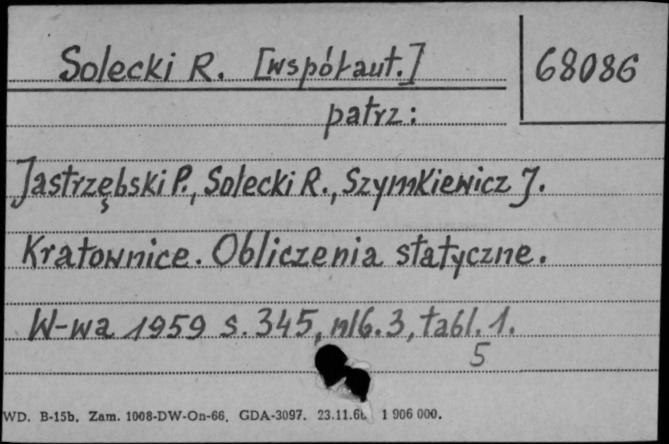 Solecki R. [współaut.] 68086
patrz:
Jastrzębski P., Solecki R., Szymkiewicz J.
Kratownice. Obliczenia statyczne.
W-wa 1959 s. 345, nlb. 3, tabl. 1.
5
WD. B-15b. Zam. 1008-DW-On-66. GDA-3097. 23.11.66 1 906 000.